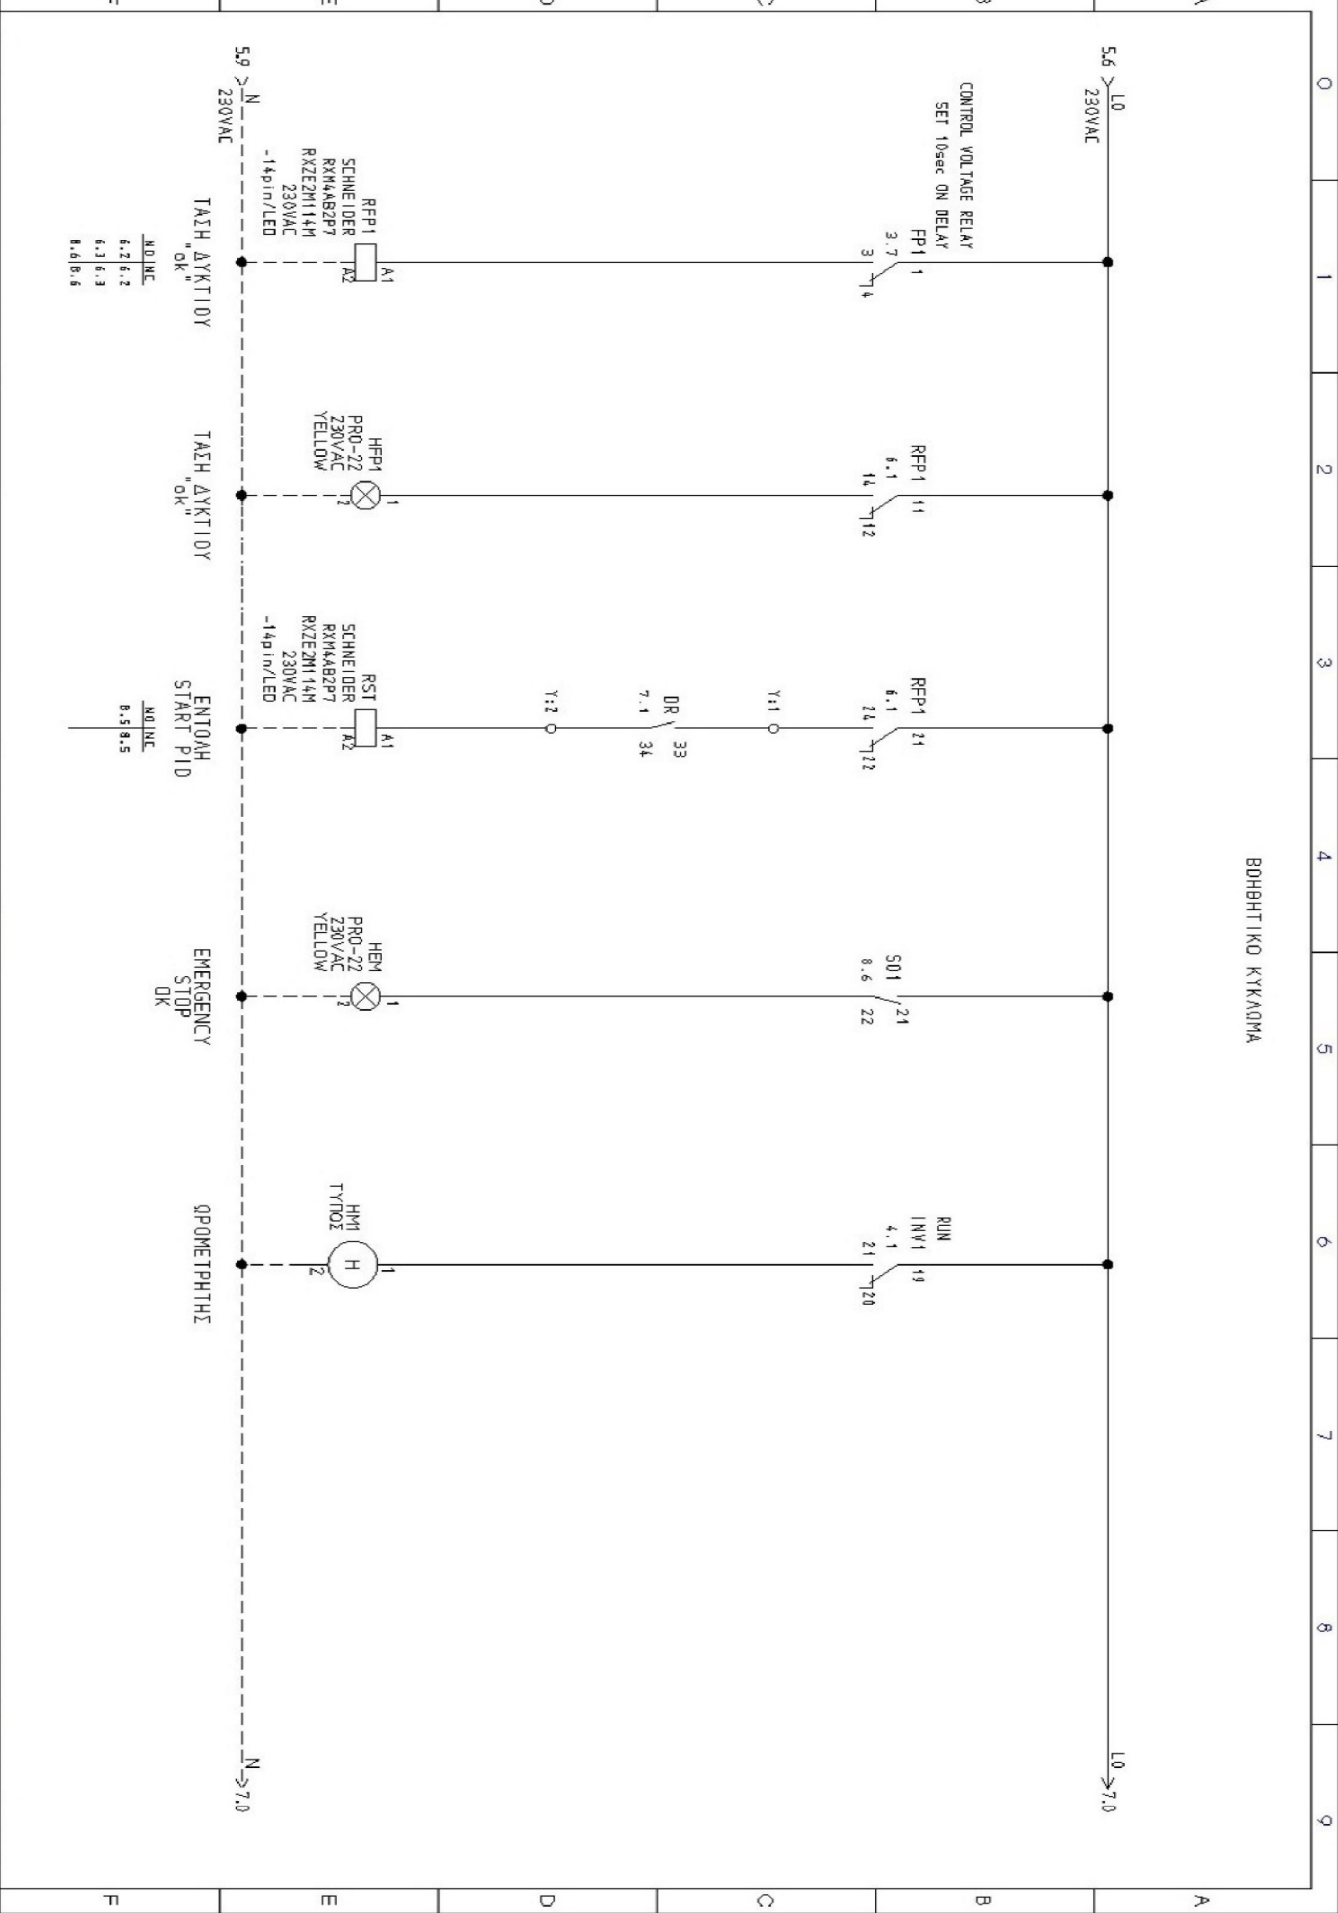 0 1 2 3 4 5 6 7 8 9
A
B
C
D
E
F
ΒΟΗΘΗΤΙΚΟ ΚΥΚΛΩΜΑ
5.6
L0
230VAC
L0
7.0
CONTROL VOLTAGE RELAY
SET 10sec ON DELAY
FP1
3.7
1
3
4
RFP1
6.1
11
14
12
RFP1
6.1
21
24
22
Y:1
DR
7.1
33
34
Y:2
S01
8.6
21
22
RUN
INV1
4.1
19
21
20
RFP1
SCHNEIDER
RXM4AB2P7
RXZE2M114M
230VAC
-14pin/LED
A1
A2
HFP1
PRO-22
230VAC
YELLOW
1
2
RST
SCHNEIDER
RXM4AB2P7
RXZE2M114M
230VAC
-14pin/LED
A1
A2
HEM
PRO-22
230VAC
YELLOW
1
2
HM1
ΤΥΠΟΣ
H
1
2
5.9
N
230VAC
N
7.0
ΤΑΣΗ ΔΥΚΤΙΟΥ
"ok"
ΤΑΣΗ ΔΥΚΤΙΟΥ
"ok"
ΕΝΤΟΛΗ
START PID
EMERGENCY
STOP
OK
ΩΡΟΜΕΤΡΗΤΗΣ
NO NC
6.2 6.2
6.3 6.3
8.6 8.6
NO NC
8.5 8.5